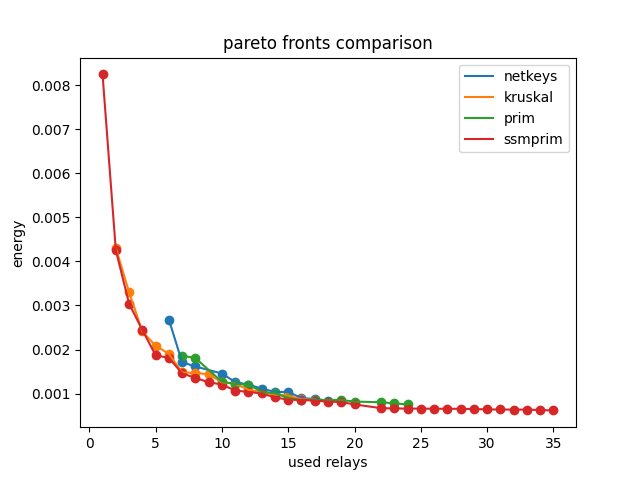 pareto fronts comparison
netkeys
kruskal
prim
ssmprim
energy
0.008
0.007
0.006
0.005
0.004
0.003
0.002
0.001
0 5 10 15 20 25 30 35
used relays